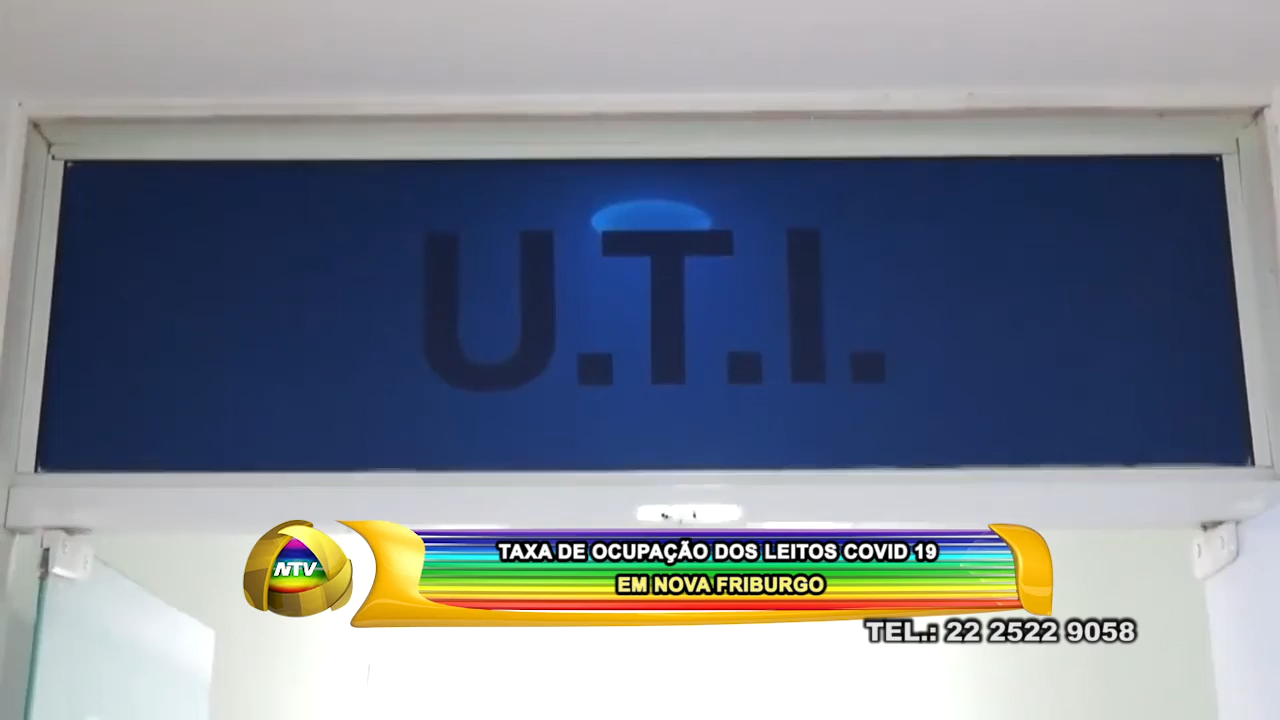 U.T.I.
NTV
TAXA DE OCUPAÇÃO DOS LEITOS COVID 19
EM NOVA FRIBURGO
TEL.: 22 2522 9058